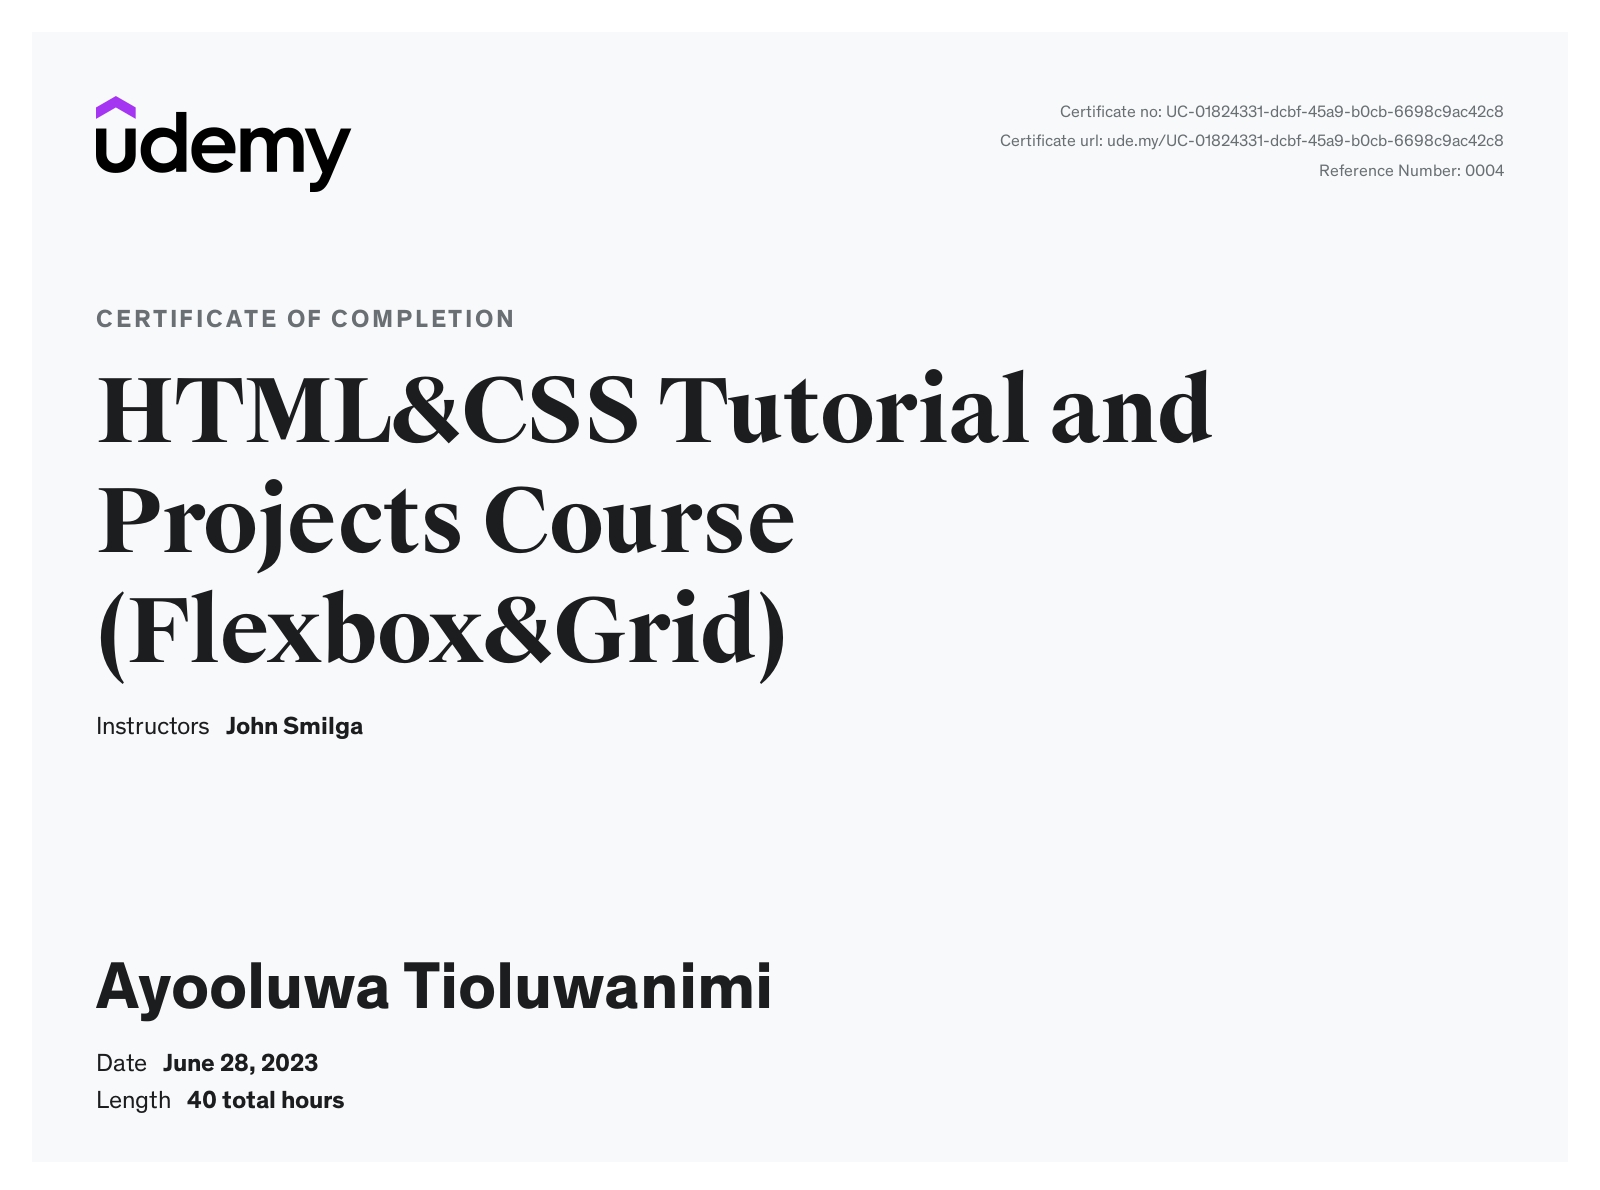 udemy
Certificate no: UC-01824331-dcbf-45a9-b0cb-6698c9ac42c8
Certificate url: ude.my/UC-01824331-dcbf-45a9-b0cb-6698c9ac42c8
Reference Number: 0004
CERTIFICATE OF COMPLETION
HTML&CSS Tutorial and
Projects Course
(Flexbox&Grid)
Instructors John Smilga
Ayooluwa Tioluwanimi
Date June 28, 2023
Length 40 total hours